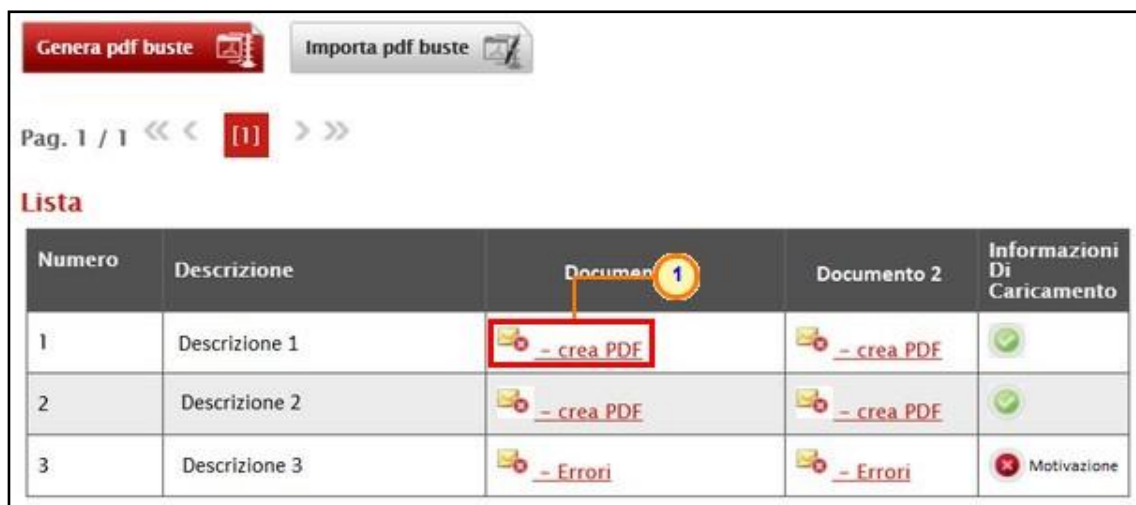 Genera pdf buste Importa pdf buste
Pag. 1 / 1 << < [1] > >>
Lista
Numero Descrizione Documen 1 Documento 2 Informazioni
Di
Caricamento
1 Descrizione 1 - crea PDF - crea PDF
2 Descrizione 2 - crea PDF - crea PDF
3 Descrizione 3 - Errori - Errori Motivazione